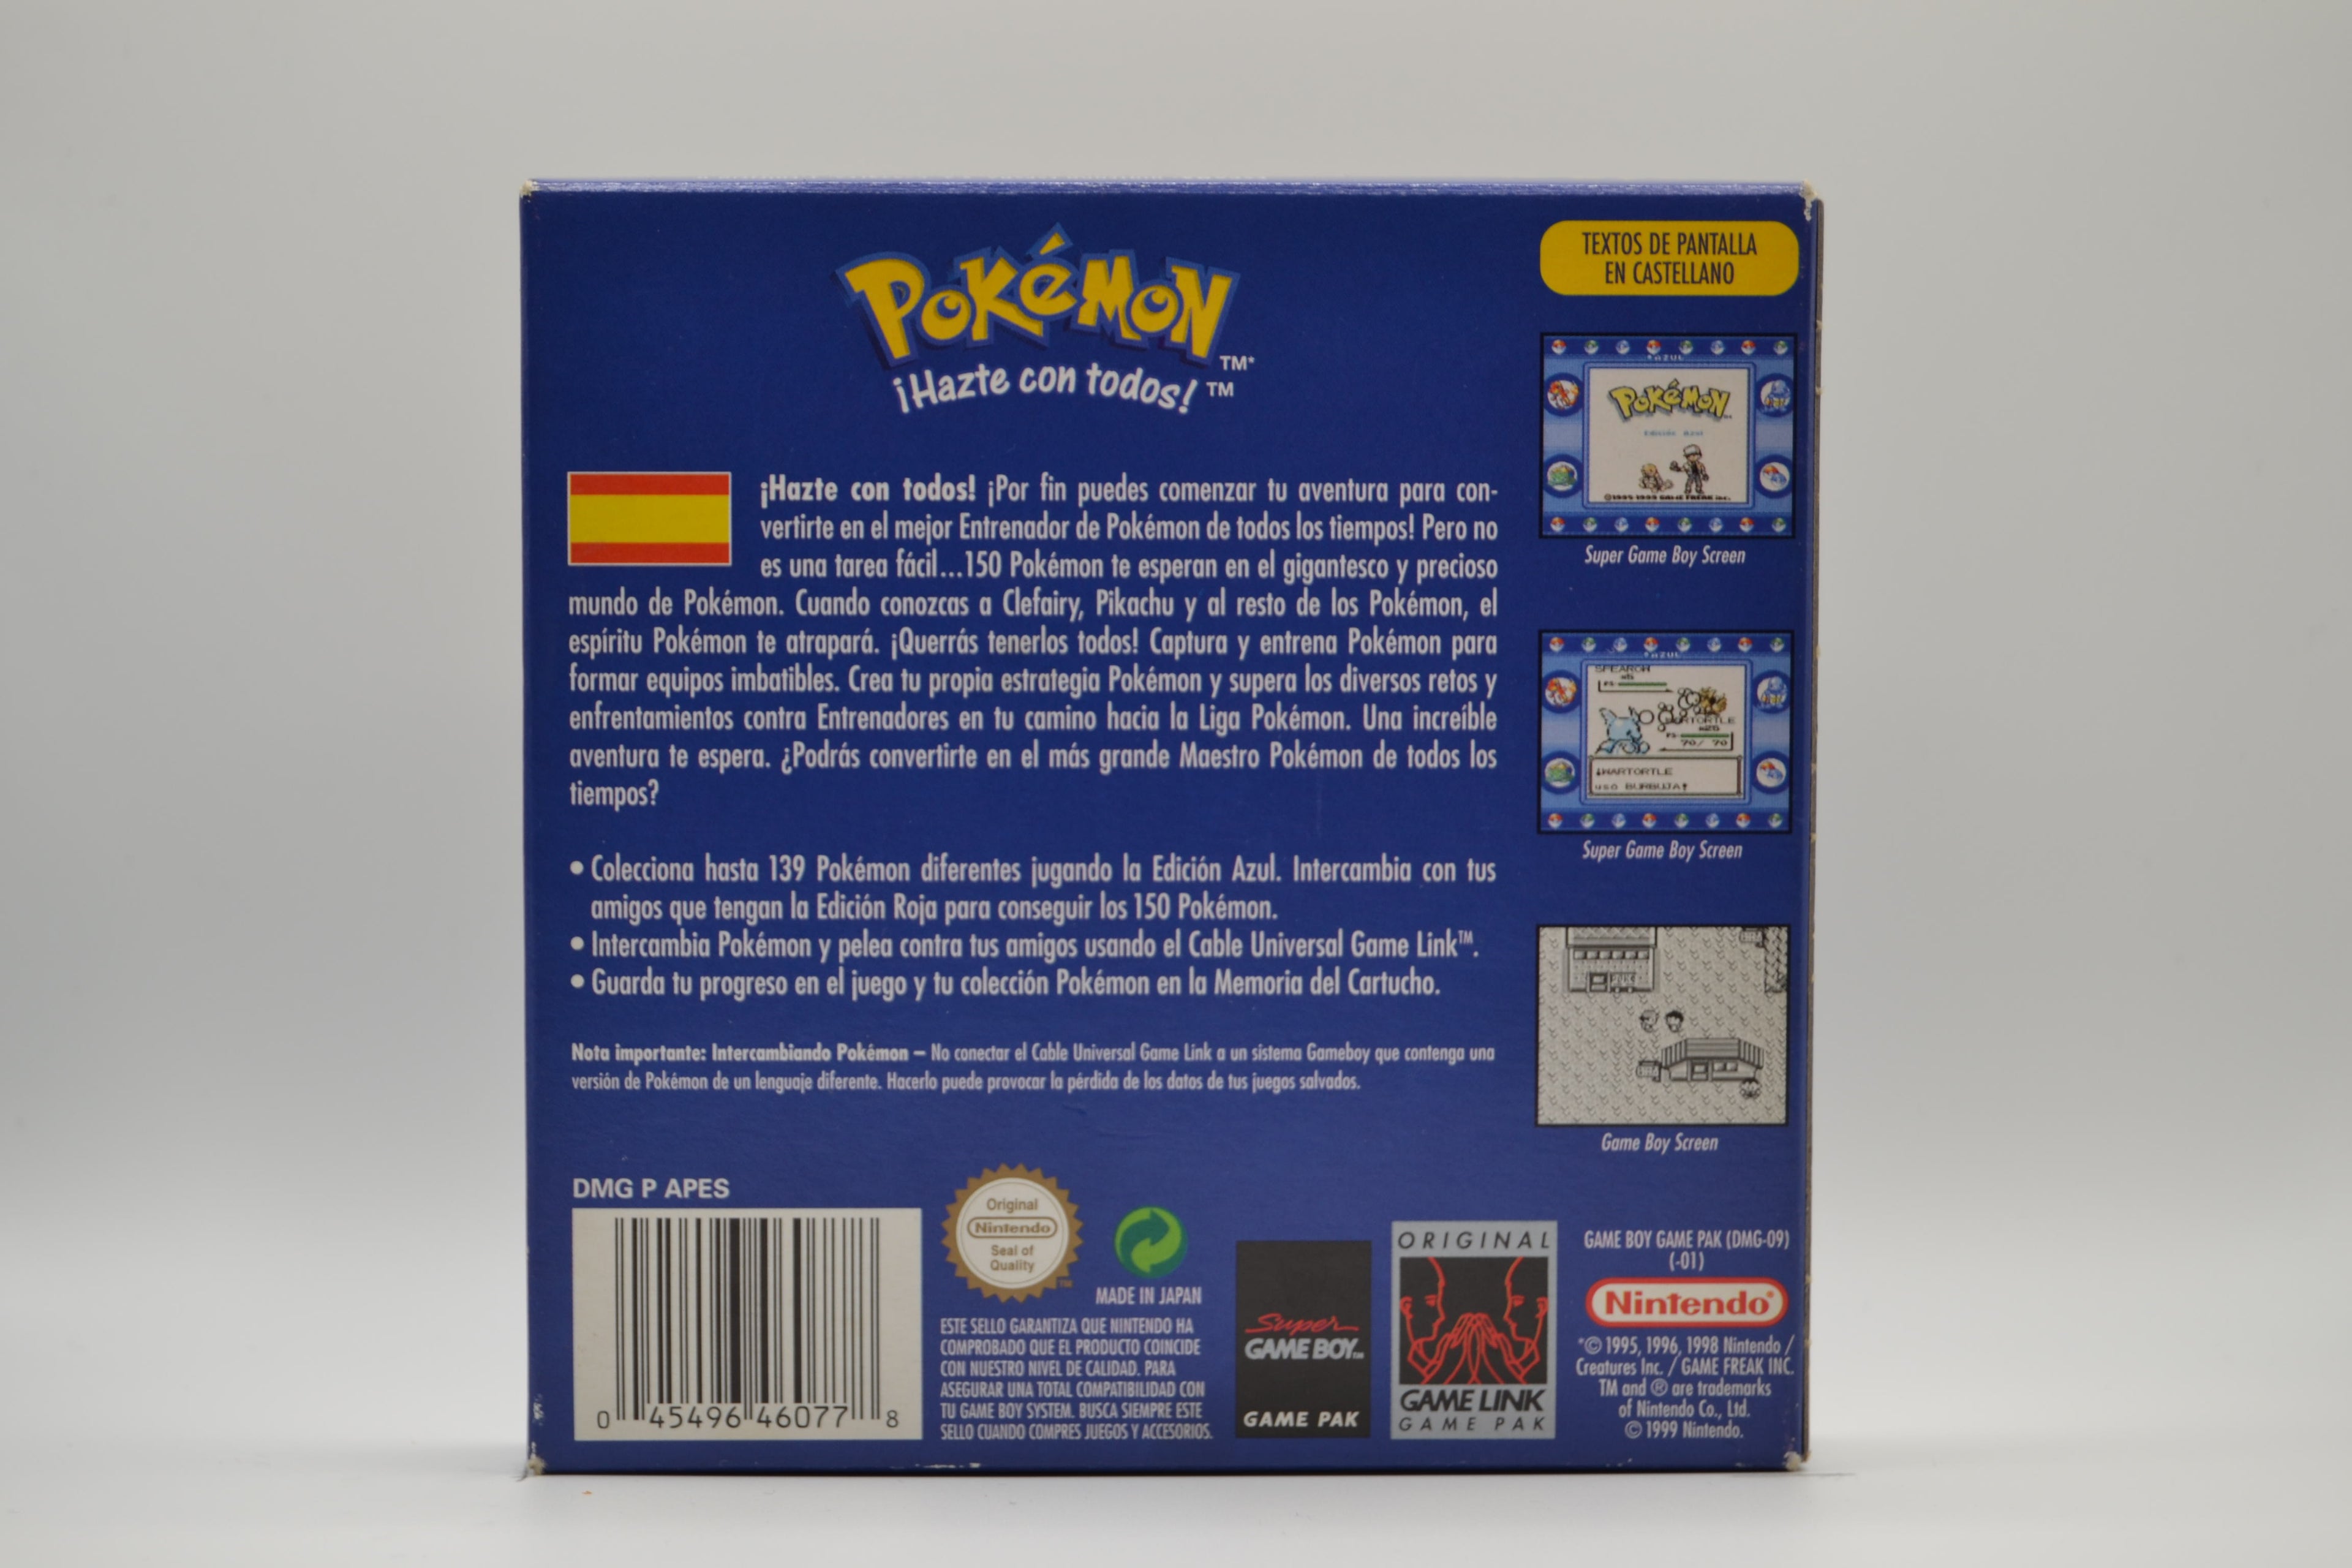 POKéMON
TM*
¡Hazte con todos! TM
TEXTOS DE PANTALLA
EN CASTELLANO
AZUL
POKéMON
Edición Azul
Super Game Boy Screen
¡Hazte con todos! ¡Por fin puedes comenzar tu aventura para con-
vertirte en el mejor Entrenador de Pokémon de todos los tiempos! Pero no
es una tarea fácil...150 Pokémon te esperan en el gigantesco y precioso
mundo de Pokémon. Cuando conozcas a Clefairy, Pikachu y al resto de los Pokémon, el
espíritu Pokémon te atrapará. ¡Querrás tenerlos todos! Captura y entrena Pokémon para
formar equipos imbatibles. Crea tu propia estrategia Pokémon y supera los diversos retos y
enfrentamientos contra Entrenadores en tu camino hacia la Liga Pokémon. Una increíble
aventura te espera. ¿Podrás convertirte en el más grande Maestro Pokémon de todos los
tiempos?
AZUL
SPEAROW
WARTORTLE
70/ 70
¡WARTORTLE
usó BURBUJA!
Super Game Boy Screen
• Colecciona hasta 139 Pokémon diferentes jugando la Edición Azul. Intercambia con tus
amigos que tengan la Edición Roja para conseguir los 150 Pokémon.
• Intercambia Pokémon y pelea contra tus amigos usando el Cable Universal Game Link™.
• Guarda tu progreso en el juego y tu colección Pokémon en la Memoria del Cartucho.
Game Boy Screen
Nota importante: Intercambiando Pokémon – No conectar el Cable Universal Game Link a un sistema Gameboy que contenga una
versión de Pokémon de un lenguaje diferente. Hacerlo puede provocar la pérdida de los datos de tus juegos salvados.
DMG P APES
0 45496 46077 8
Original
Nintendo
Seal of
Quality
TM
MADE IN JAPAN
ESTE SELLO GARANTIZA QUE NINTENDO HA
COMPROBADO QUE EL PRODUCTO COINCIDE
CON NUESTRO NIVEL DE CALIDAD. PARA
ASEGURAR UNA TOTAL COMPATIBILIDAD CON
TU GAME BOY SYSTEM. BUSCA SIEMPRE ESTE
SELLO CUANDO COMPRES JUEGOS Y ACCESORIOS.
Super
GAME BOY™
GAME PAK
ORIGINAL
GAME LINK
GAME PAK
GAME BOY GAME PAK (DMG-09)
(-01)
Nintendo®
*© 1995, 1996, 1998 Nintendo /
Creatures Inc. / GAME FREAK INC.
TM and ® are trademarks
of Nintendo Co., Ltd.
© 1999 Nintendo.